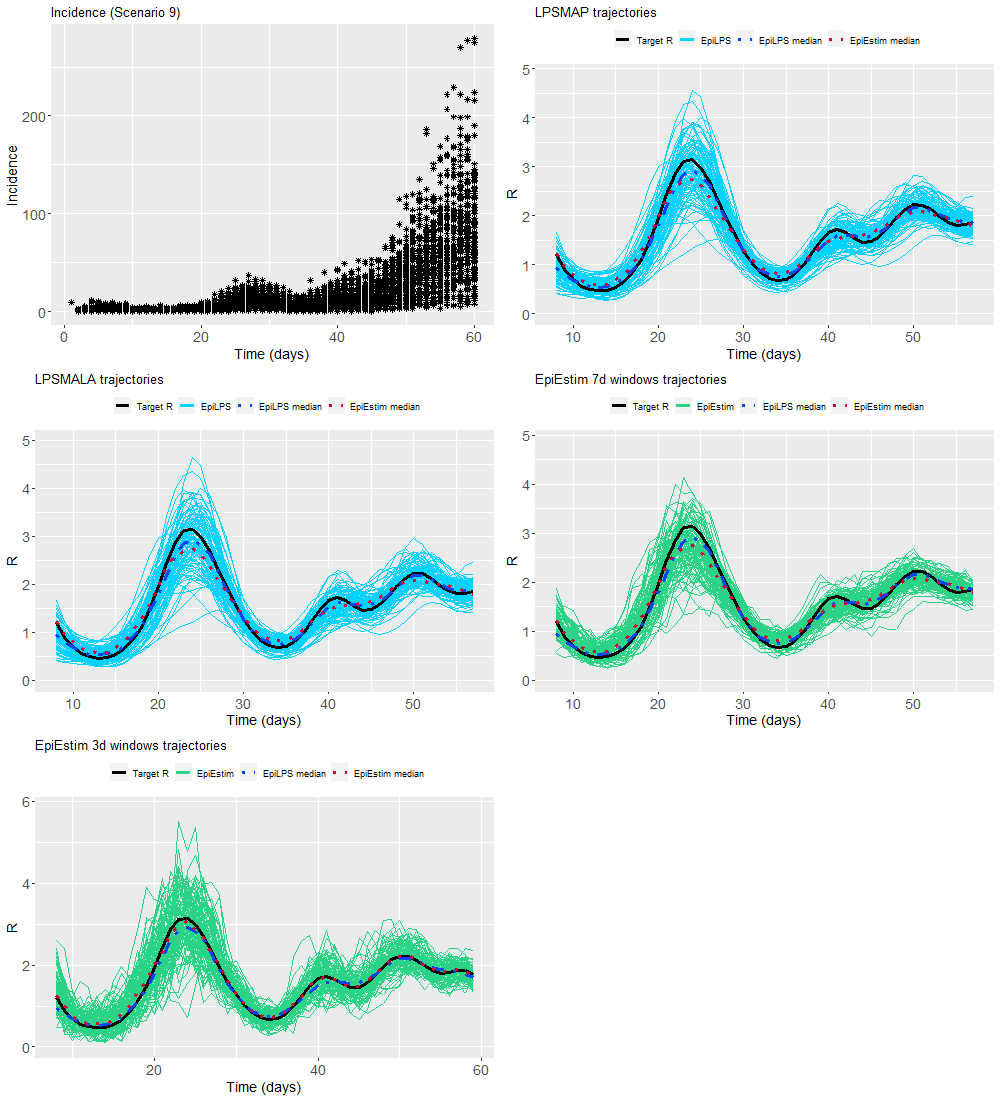 Incidence (Scenario 9)
Incidence
200
100
0
0 20 40 60
Time (days)
LPSMAP trajectories
Target R EpiLPS EpiLPS median EpiEstim median
R
5
4
3
2
1
0
10 20 30 40 50
Time (days)
LPSMALA trajectories
Target R EpiLPS EpiLPS median EpiEstim median
R
5
4
3
2
1
0
10 20 30 40 50
Time (days)
EpiEstim 7d windows trajectories
Target R EpiEstim EpiLPS median EpiEstim median
R
5
4
3
2
1
0
10 20 30 40 50
Time (days)
EpiEstim 3d windows trajectories
Target R EpiEstim EpiLPS median EpiEstim median
R
6
4
2
0
20 40 60
Time (days)